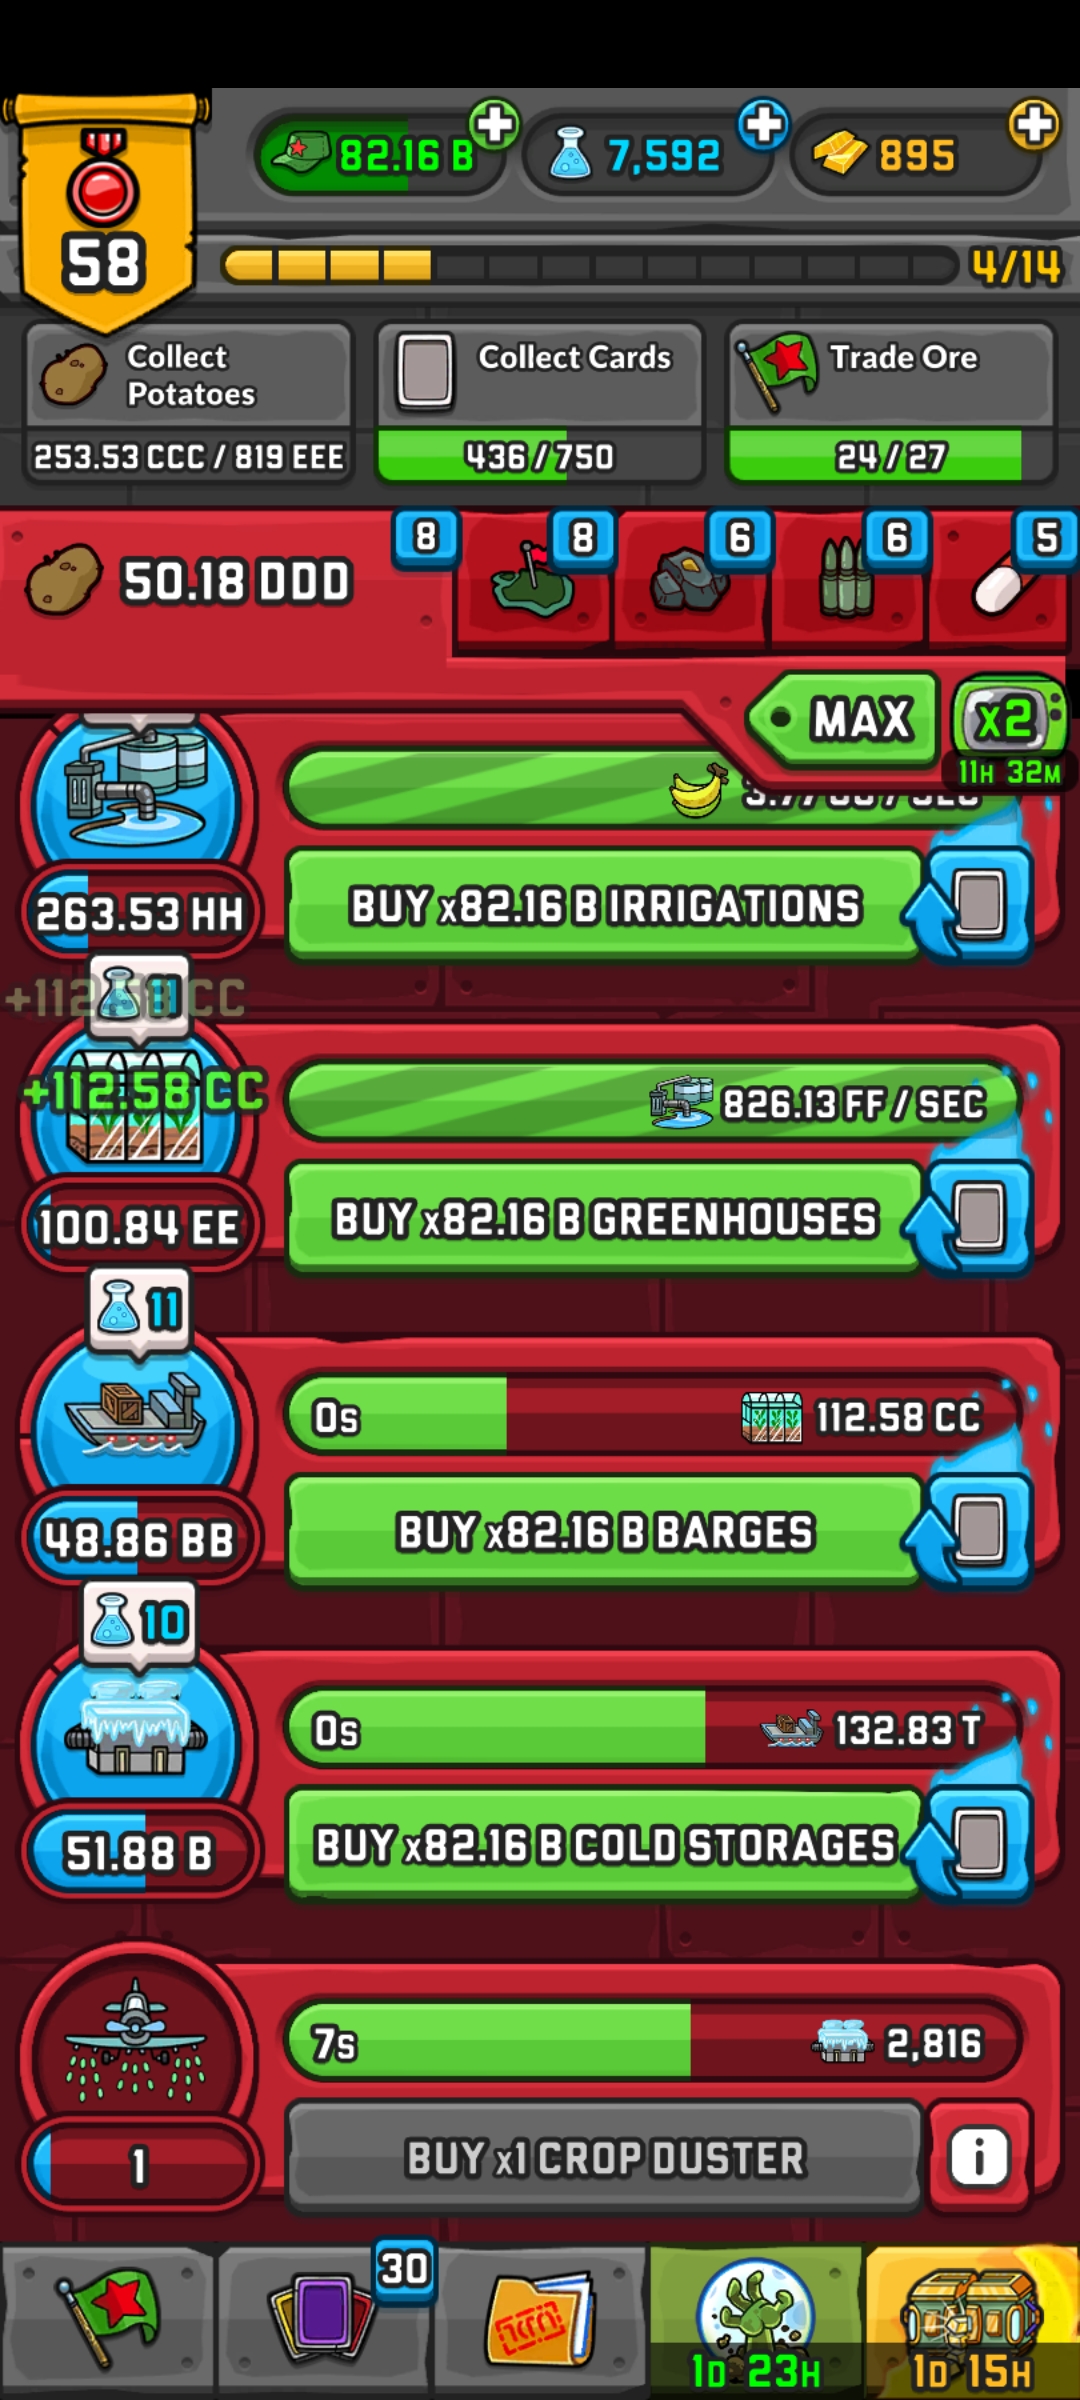 82.16 B
7,592
895
58
4/14
Collect
Potatoes
253.53 CCC / 819 EEE
Collect Cards
436 / 750
Trade Ore
24 / 27
50.18 DDD
8
8
6
6
5
MAX
x2
11H 32M
BUY x82.16 B IRRIGATIONS
263.53 HH
+112.58 CC
11
+112.58 CC
826.13 FF / SEC
BUY x82.16 B GREENHOUSES
100.84 EE
11
0s
112.58 CC
BUY x82.16 B BARGES
48.86 BB
10
0s
132.83 T
BUY x82.16 B COLD STORAGES
51.88 B
7s
2,816
BUY x1 CROP DUSTER
1
i
30
1D 23H
1D 15H